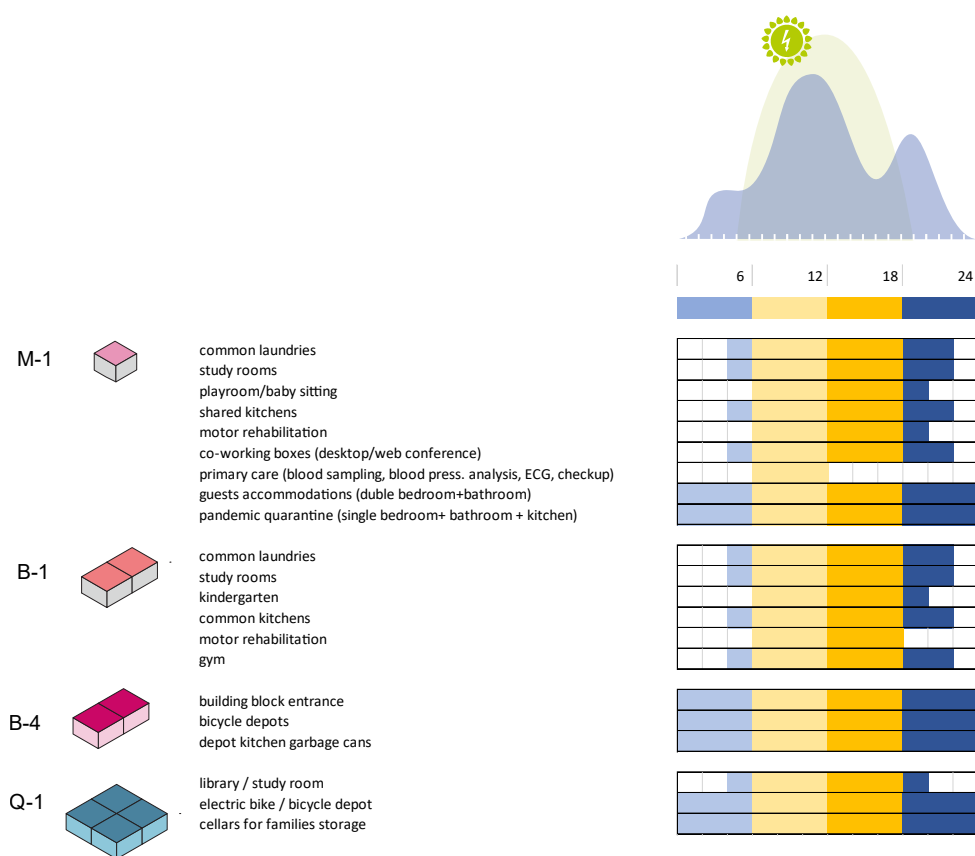 6 12 18 24
M-1
common laundries
study rooms
playroom/baby sitting
shared kitchens
motor rehabilitation
co-working boxes (desktop/web conference)
primary care (blood sampling, blood press. analysis, ECG, checkup)
guests accommodations (duble bedroom+bathroom)
pandemic quarantine (single bedroom+ bathroom + kitchen)
B-1
common laundries
study rooms
kindergarten
common kitchens
motor rehabilitation
gym
B-4
building block entrance
bicycle depots
depot kitchen garbage cans
Q-1
library / study room
electric bike / bicycle depot
cellars for families storage